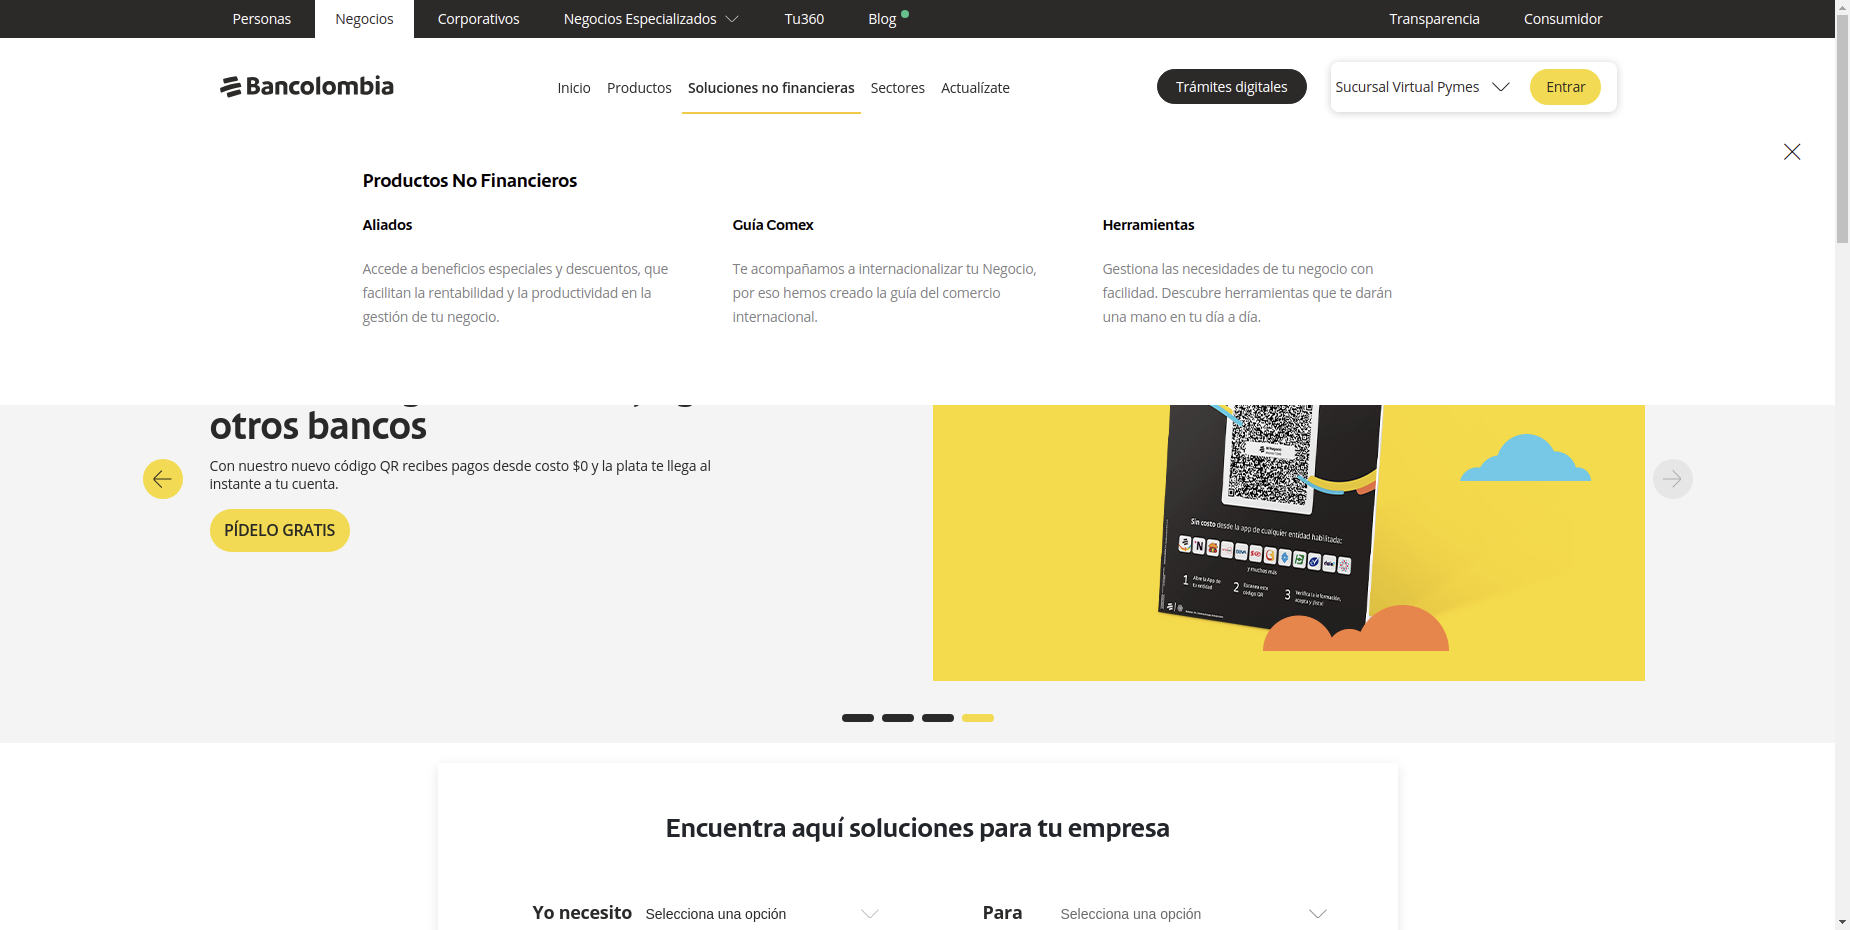 Personas
Negocios
Corporativos
Negocios Especializados
Tu360
Blog
Transparencia
Consumidor
Bancolombia
Inicio
Productos
Soluciones no financieras
Sectores
Actualízate
Trámites digitales
Sucursal Virtual Pymes
Entrar
Productos No Financieros
Aliados
Accede a beneficios especiales y descuentos, que
facilitan la rentabilidad y la productividad en la
gestión de tu negocio.
Guía Comex
Te acompañamos a internacionalizar tu Negocio,
por eso hemos creado la guía del comercio
internacional.
Herramientas
Gestiona las necesidades de tu negocio con
facilidad. Descubre herramientas que te darán
una mano en tu día a día.
otros bancos
Con nuestro nuevo código QR recibes pagos desde costo $0 y la plata te llega al
instante a tu cuenta.
PÍDELO GRATIS
Sin costo desde la app de cualquier entidad habilitada:
y muchos más
1 Abre la App de
tu entidad
2 Escanea este
código QR
3 Verifica la información,
acepta y ¡listo!
Encuentra aquí soluciones para tu empresa
Yo necesito
Selecciona una opción
Para
Selecciona una opción